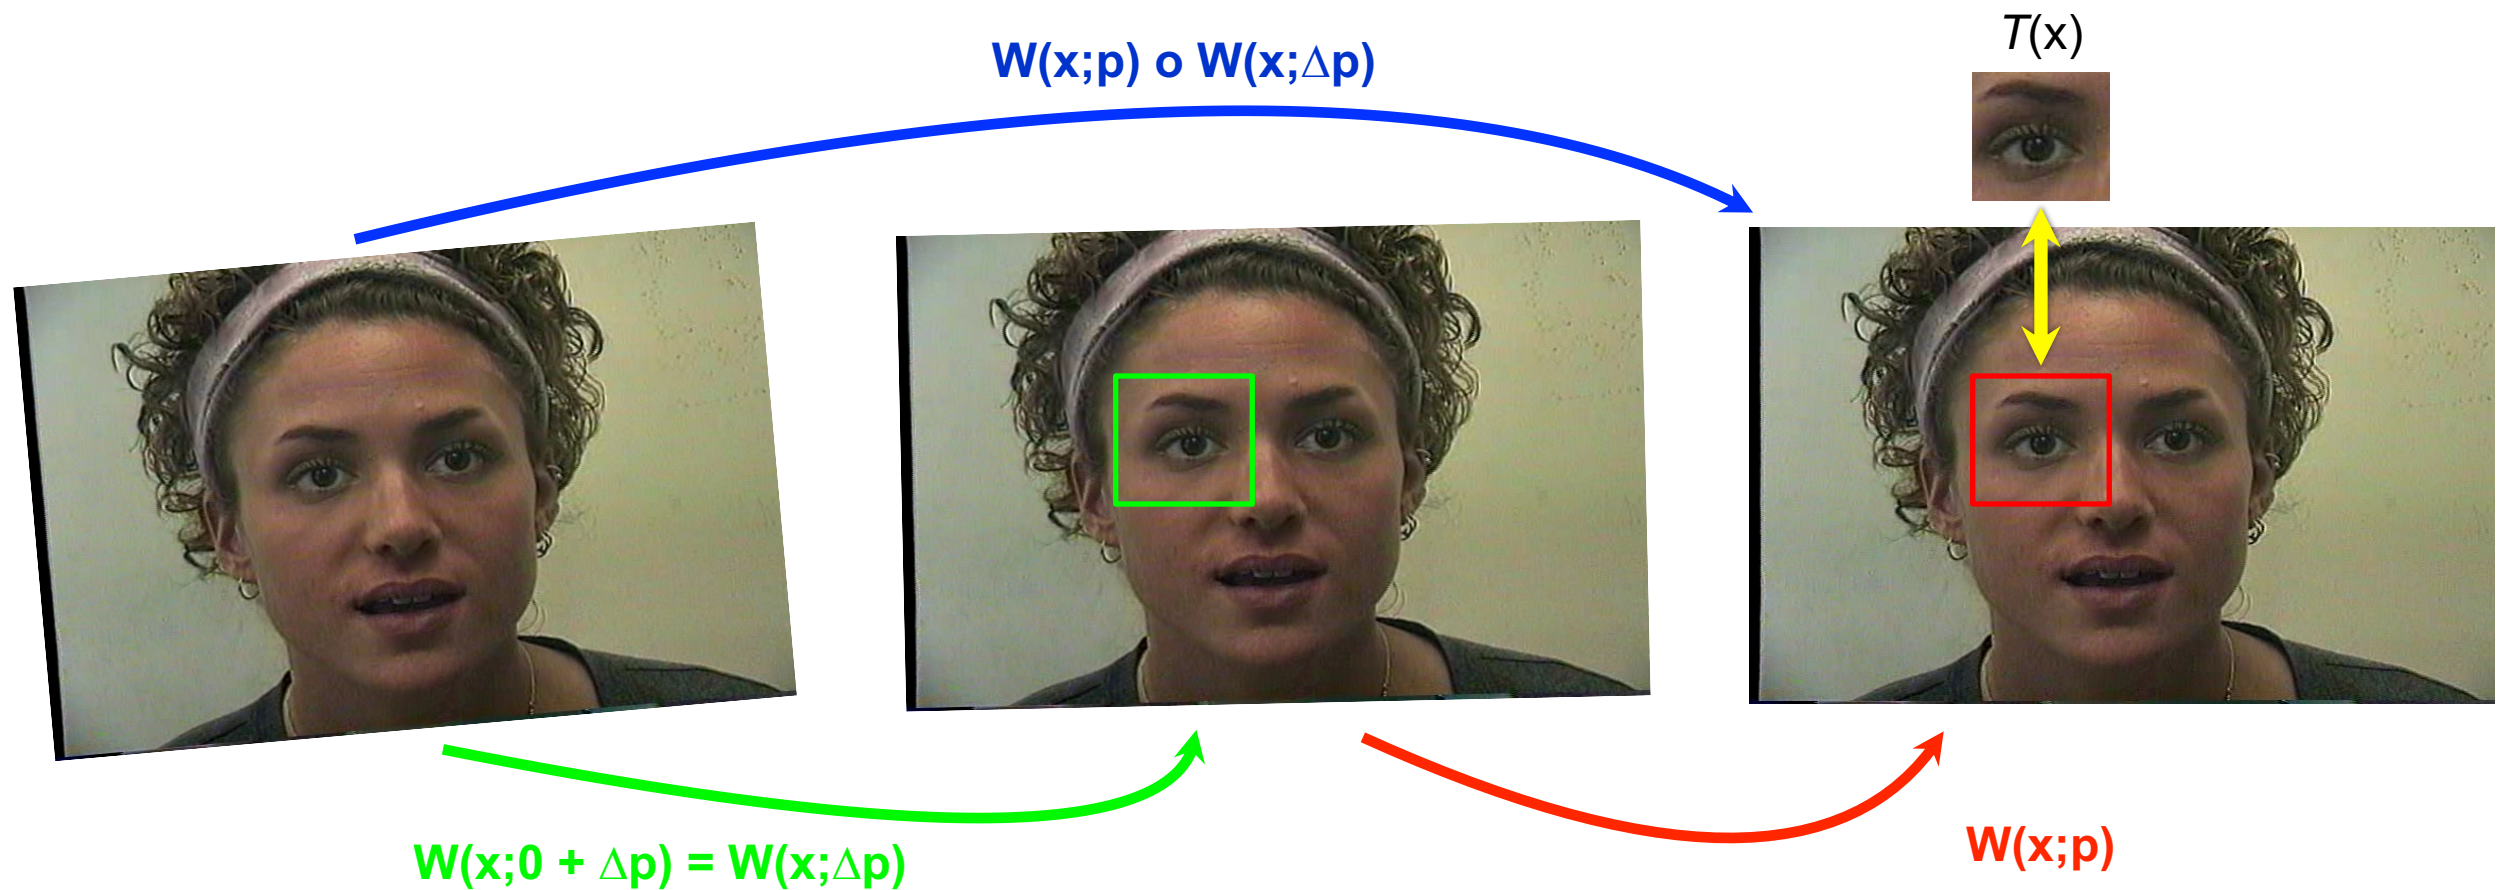 T(x)
W(x;p) o W(x;Δp)
W(x;0 + Δp) = W(x;Δp)
W(x;p)